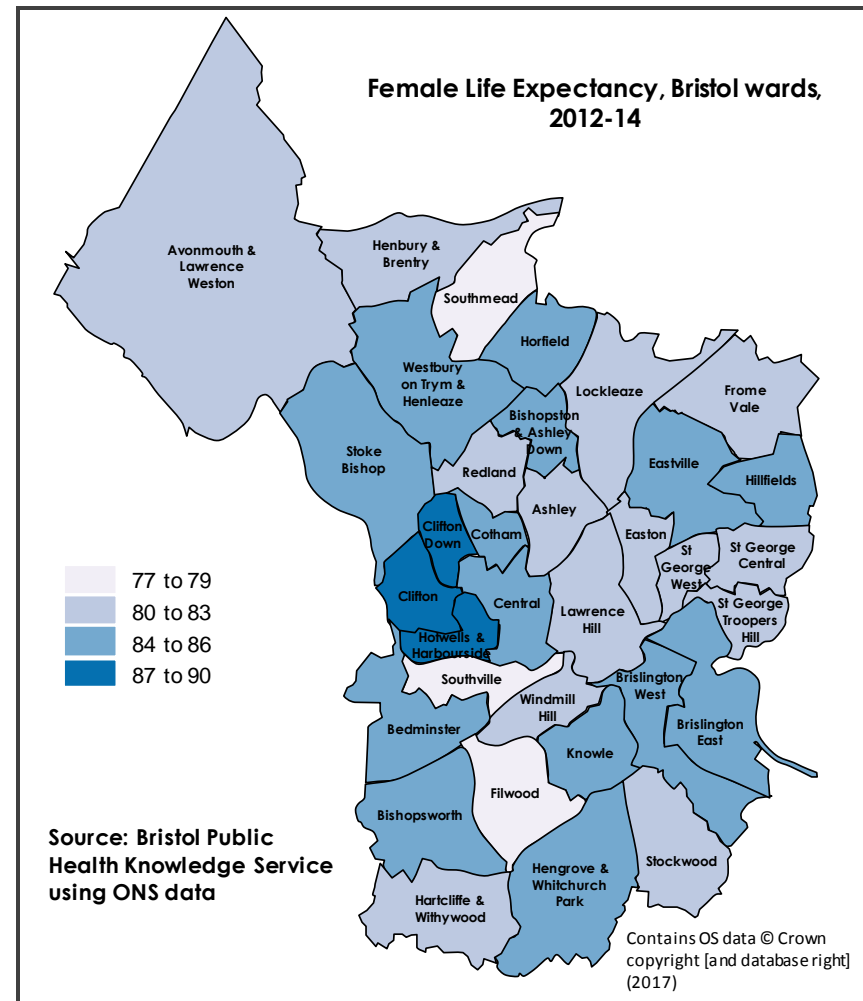 Female Life Expectancy, Bristol wards,
2012-14
Avonmouth &
Lawrence
Weston
Henbury &
Brentry
Southmead
Horfield
Westbury
on Trym &
Henleaze
Lockleaze
Frome
Vale
Bishopston
& Ashley
Down
Stoke
Bishop
Redland
Eastville
Hillfields
Ashley
Clifton
Down
Cotham
Easton
St
George
West
St George
Central
Clifton
Central
Lawrence
Hill
St George
Troopers
Hill
Hotwells &
Harbourside
77 to 79
80 to 83
84 to 86
87 to 90
Southville
Windmill
Hill
Brislington
West
Brislington
East
Bedminster
Knowle
Filwood
Bishopsworth
Stockwood
Hengrove &
Whitchurch
Park
Hartcliffe &
Withywood
Source: Bristol Public
Health Knowledge Service
using ONS data
Contains OS data © Crown
copyright [and database right]
(2017)